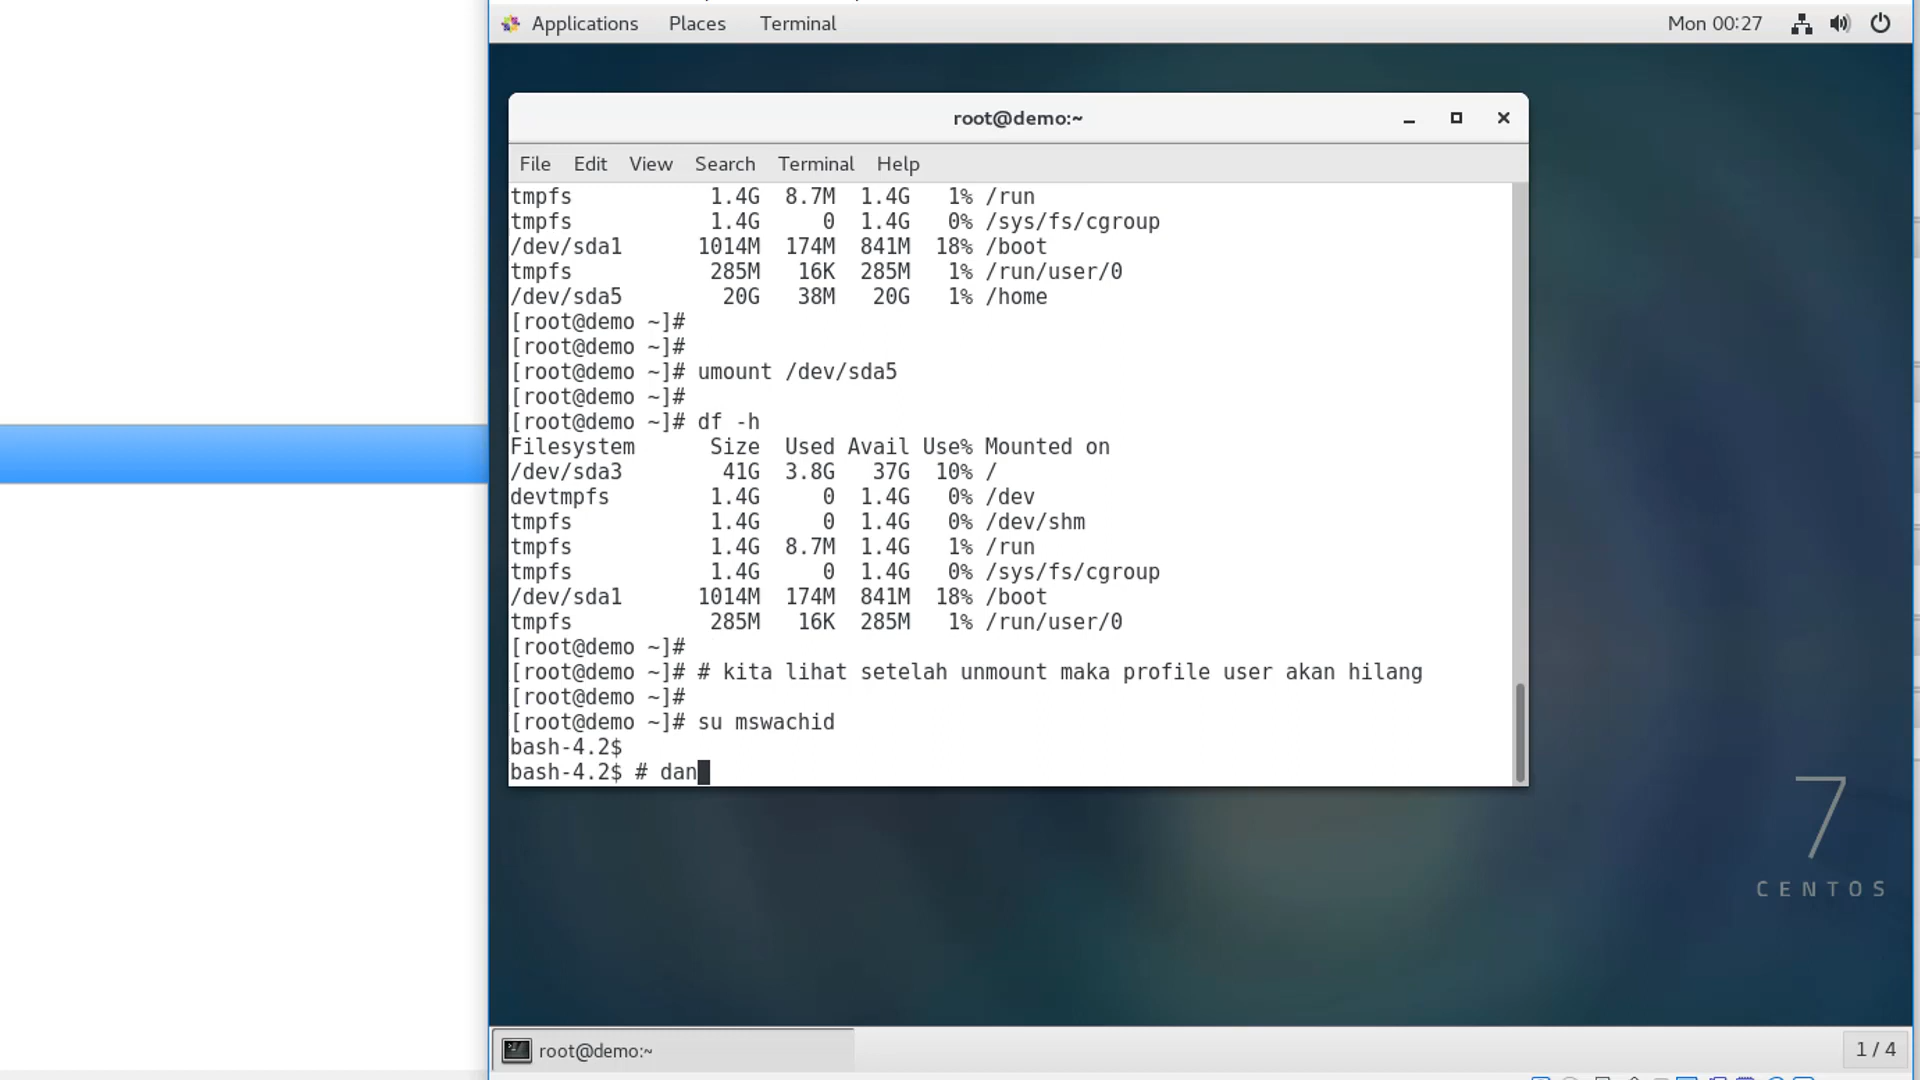 Applications Places Terminal Mon 00:27
root@demo:~
File Edit View Search Terminal Help
tmpfs 1.4G 8.7M 1.4G 1% /run
tmpfs 1.4G 0 1.4G 0% /sys/fs/cgroup
/dev/sda1 1014M 174M 841M 18% /boot
tmpfs 285M 16K 285M 1% /run/user/0
/dev/sda5 20G 38M 20G 1% /home
[root@demo ~]#
[root@demo ~]#
[root@demo ~]# umount /dev/sda5
[root@demo ~]#
[root@demo ~]# df -h
Filesystem Size Used Avail Use% Mounted on
/dev/sda3 41G 3.8G 37G 10% /
devtmpfs 1.4G 0 1.4G 0% /dev
tmpfs 1.4G 0 1.4G 0% /dev/shm
tmpfs 1.4G 8.7M 1.4G 1% /run
tmpfs 1.4G 0 1.4G 0% /sys/fs/cgroup
/dev/sda1 1014M 174M 841M 18% /boot
tmpfs 285M 16K 285M 1% /run/user/0
[root@demo ~]#
[root@demo ~]# # kita lihat setelah unmount maka profile user akan hilang
[root@demo ~]#
[root@demo ~]# su mswachid
bash-4.2$
bash-4.2$ # dan
7
CENTOS
root@demo:~ 1 / 4